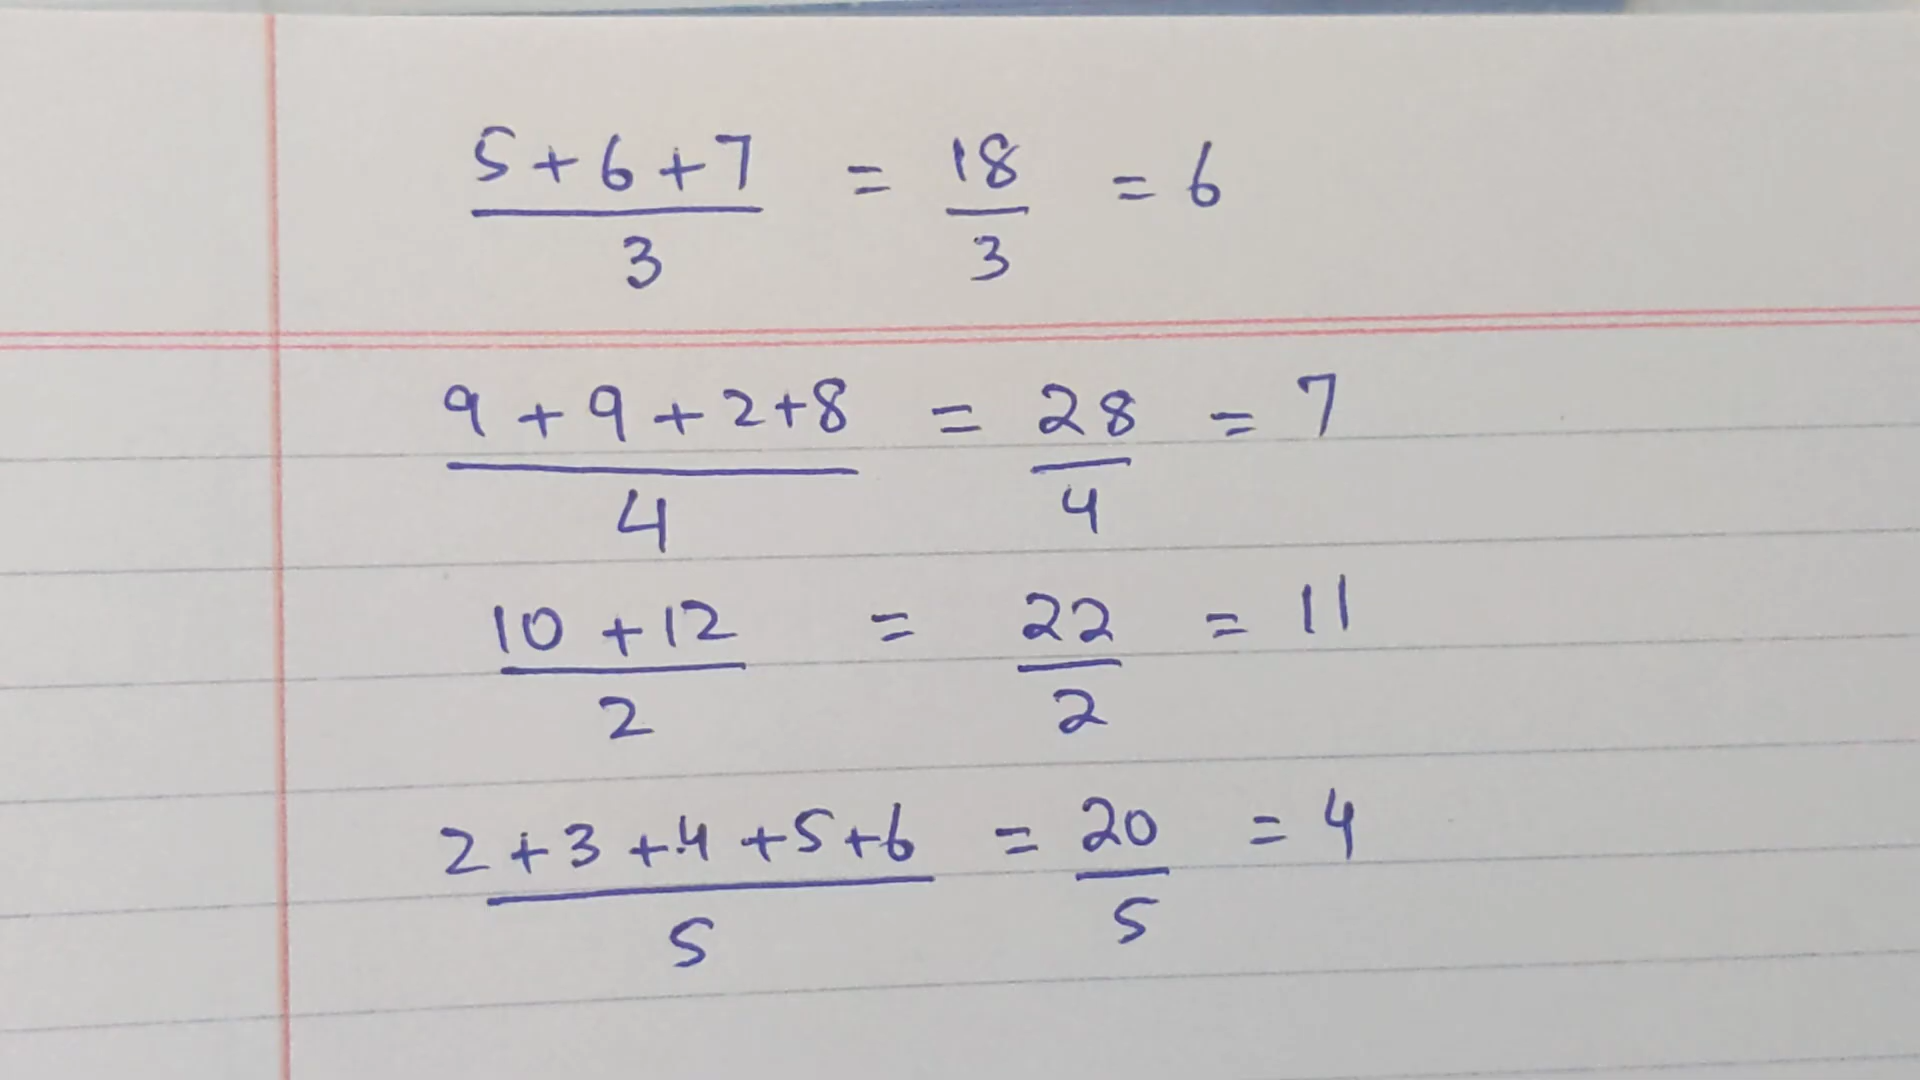 5+6+7/3 = 18/3 = 6
9+9+2+8/4 = 28/4 = 7
10+12/2 = 22/2 = 11
2+3+4+5+6/5 = 20/5 = 4